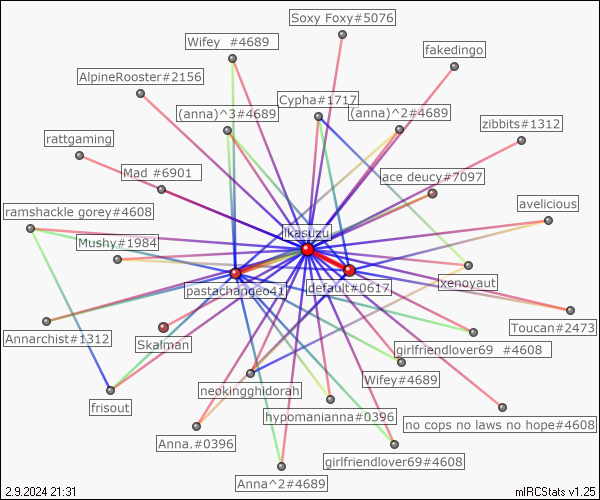 Soxy Foxy#5076
Wifey  #4689
fakedingo
AlpineRooster#2156
Cypha#1717
(anna)^3#4689
(anna)^2#4689
zibbits#1312
rattgaming
Mad #6901
ace deucy#7097
ramshackle gorey#4608
avelicious
ikasuzu
Mushy#1984
pastachangeo41
default#0617
xenoyaut
Annarchist#1312
Skalman
Toucan#2473
girlfriendlover69  #4608
Wifey#4689
neokingghidorah
frisout
hypomanianna#0396
no cops no laws no hope#4608
Anna.#0396
girlfriendlover69#4608
Anna^2#4689
2.9.2024 21:31
mIRCStats v1.25